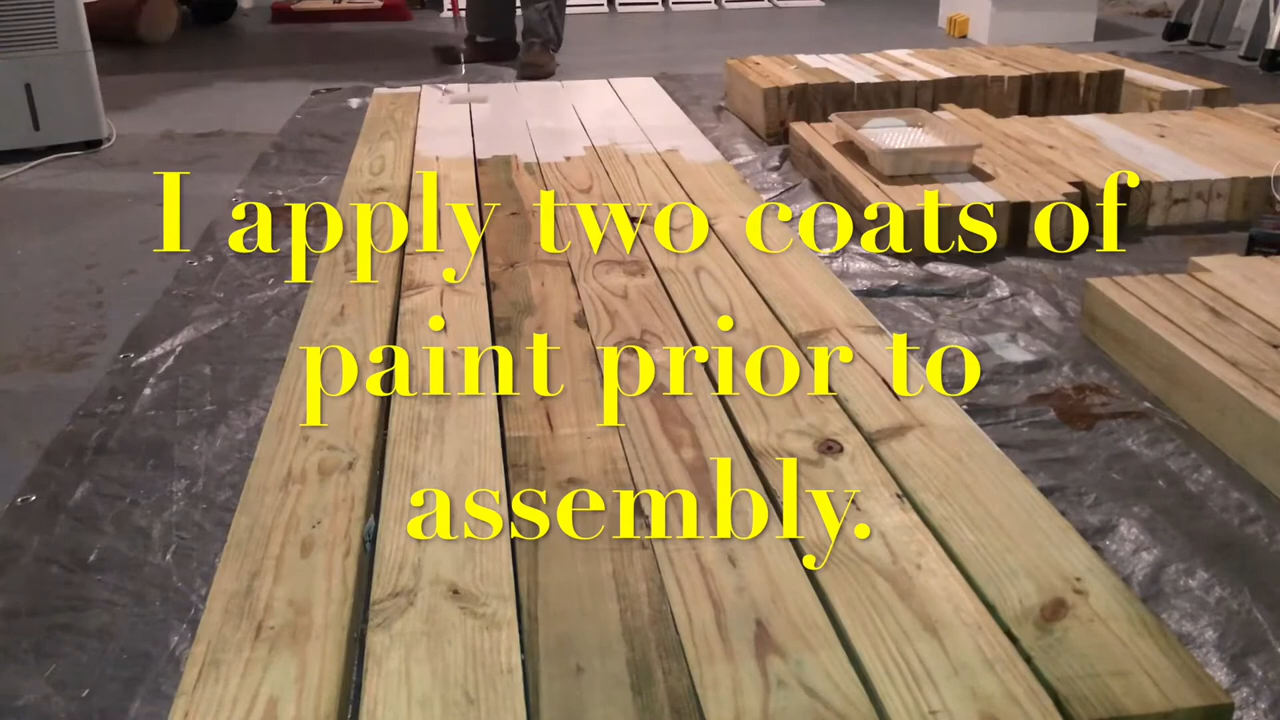 I apply two coats of
paint prior to
assembly.